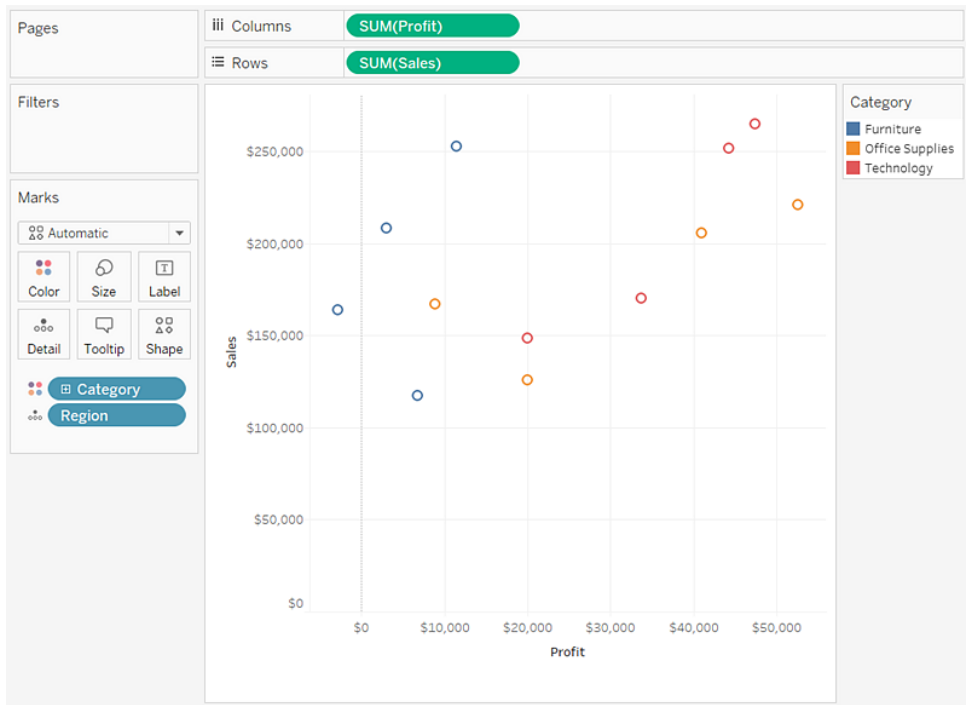 Pages
Columns
SUM(Profit)
Rows
SUM(Sales)
Filters
Marks
Automatic
Color
Size
Label
Detail
Tooltip
Shape
Category
Region
Sales
$250,000
$200,000
$150,000
$100,000
$50,000
$0
$0 $10,000 $20,000 $30,000 $40,000 $50,000
Profit
Category
Furniture
Office Supplies
Technology